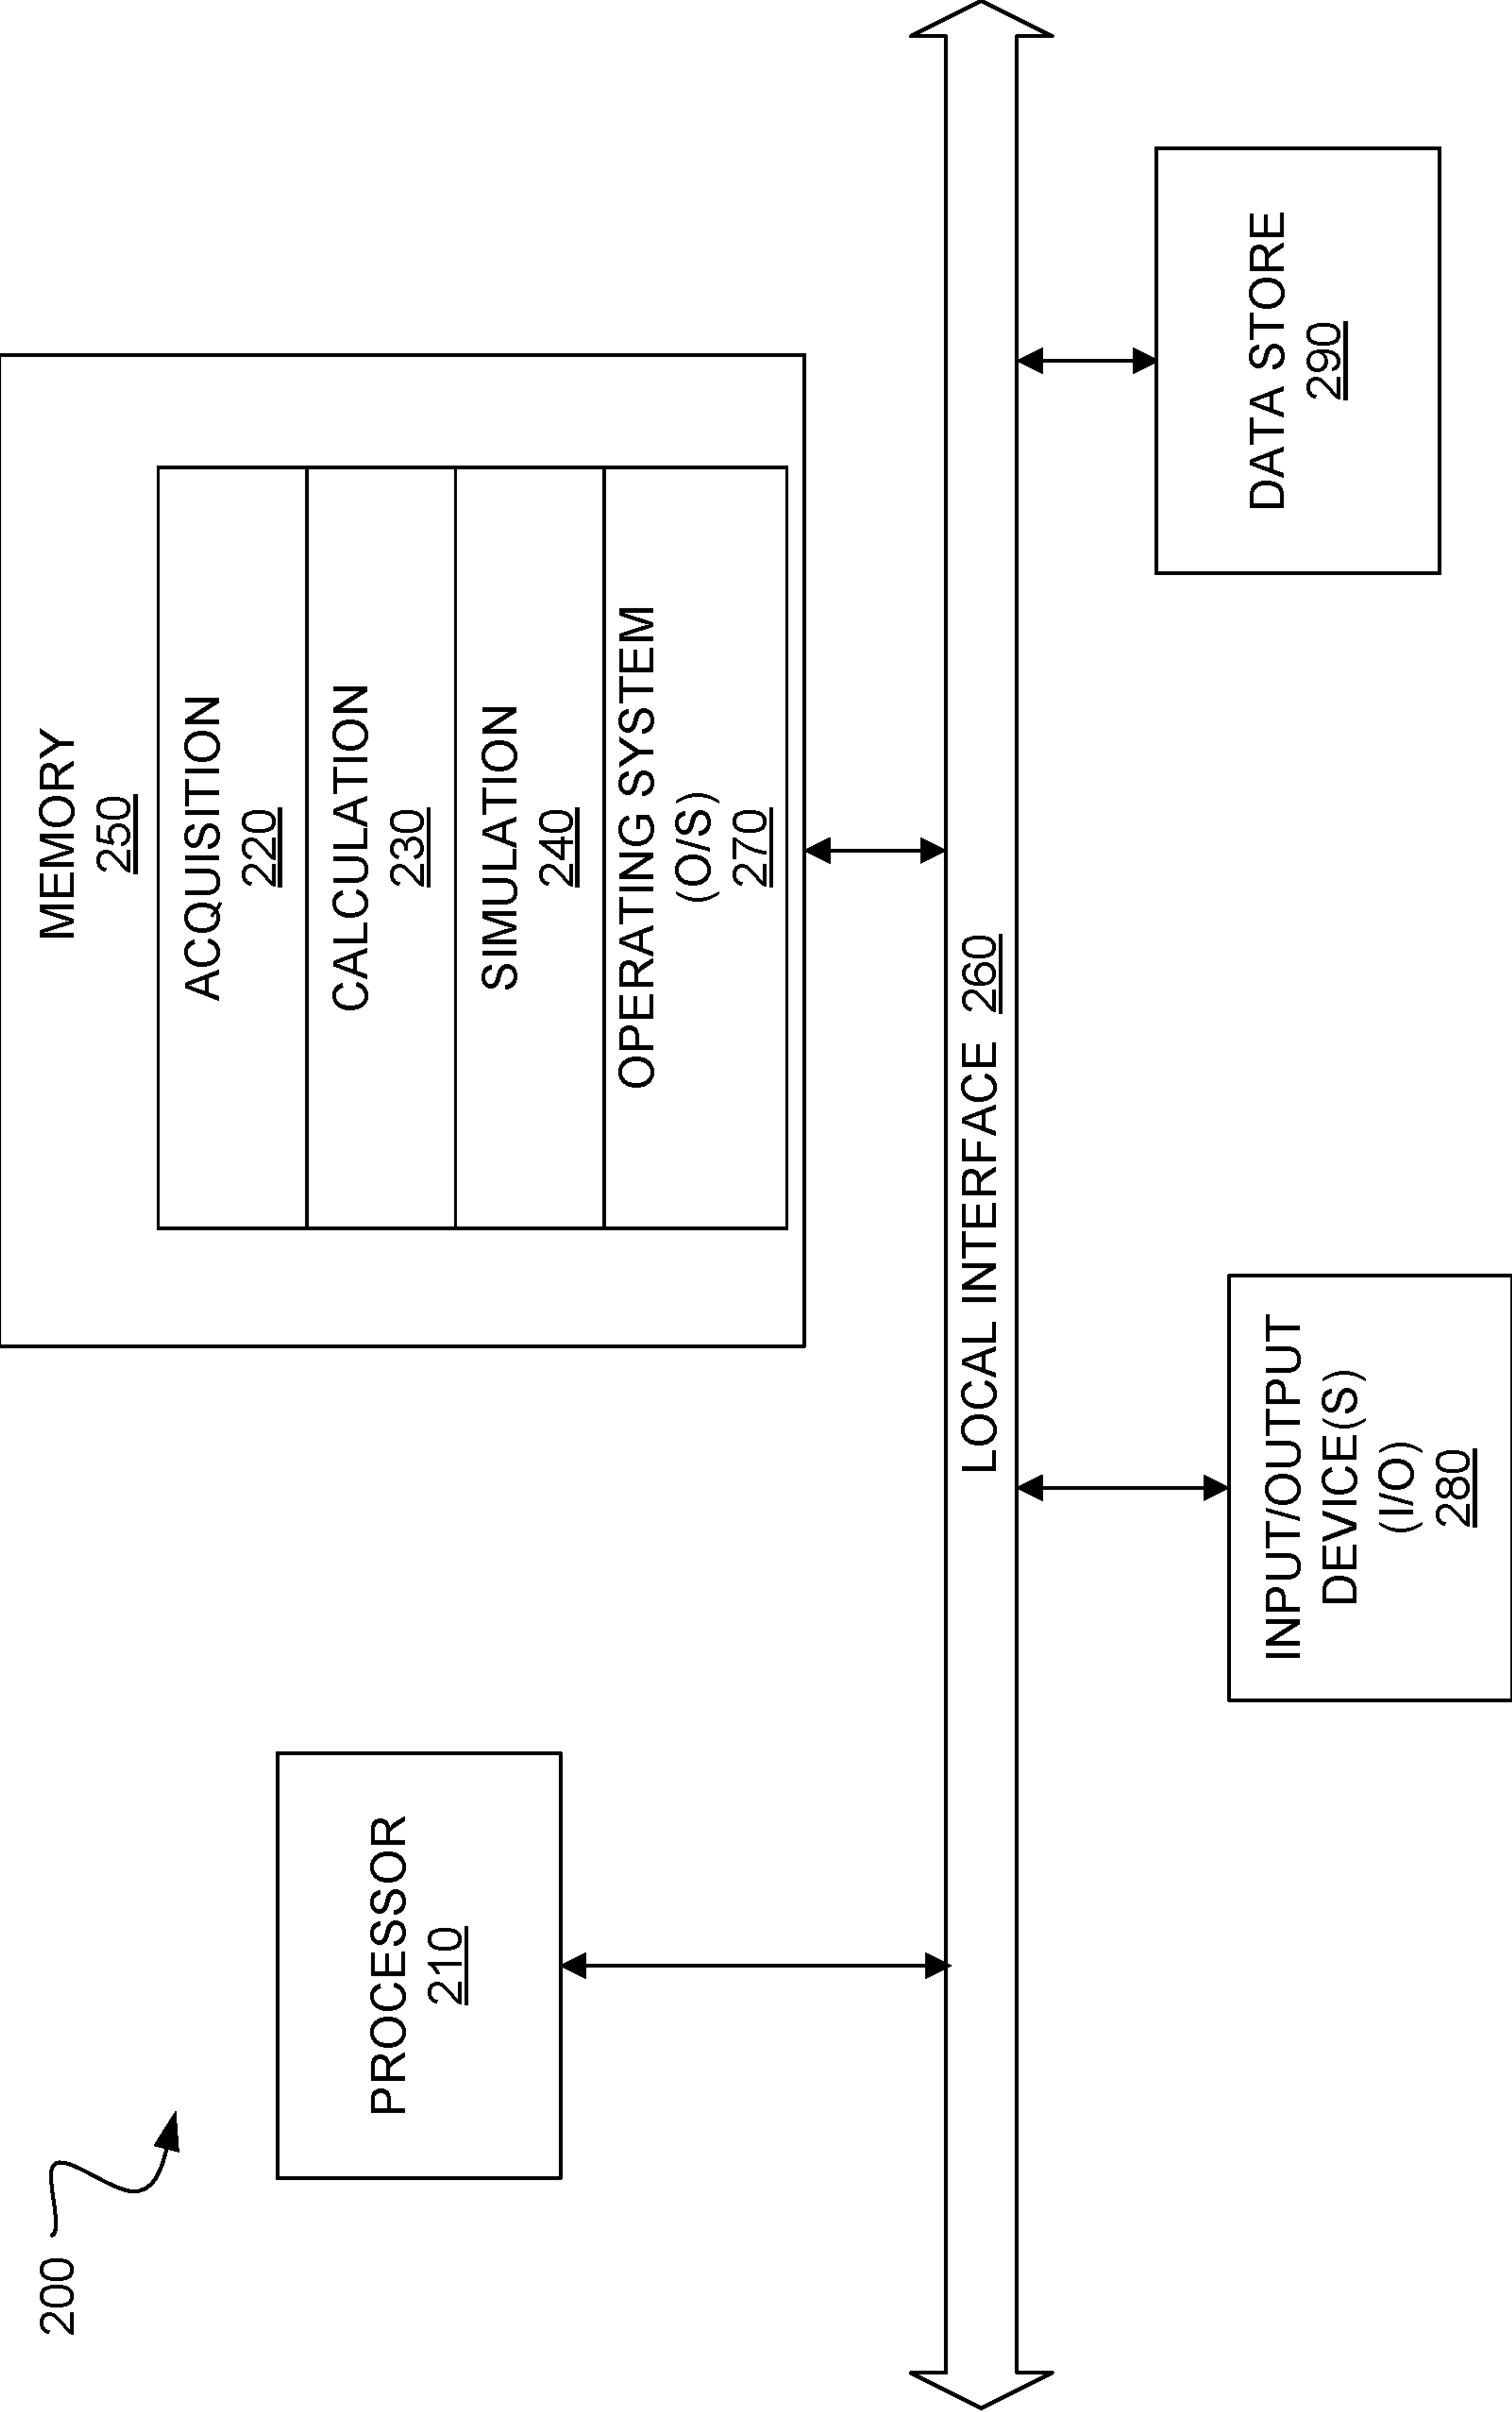 200
PROCESSOR
210
MEMORY
250
ACQUISITION
220
CALCULATION
230
SIMULATION
240
OPERATING SYSTEM
(O/S)
270
LOCAL INTERFACE 260
INPUT/OUTPUT
DEVICE(S)
(I/O)
280
DATA STORE
290